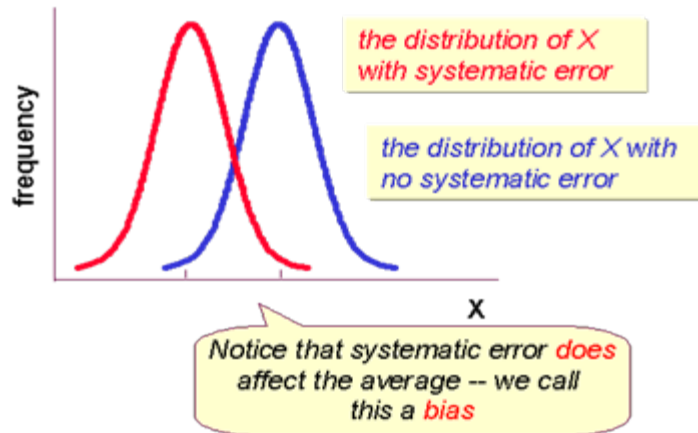 the distribution of X
with systematic error
the distribution of X with
no systematic error
frequency
X
Notice that systematic error does
affect the average -- we call
this a bias